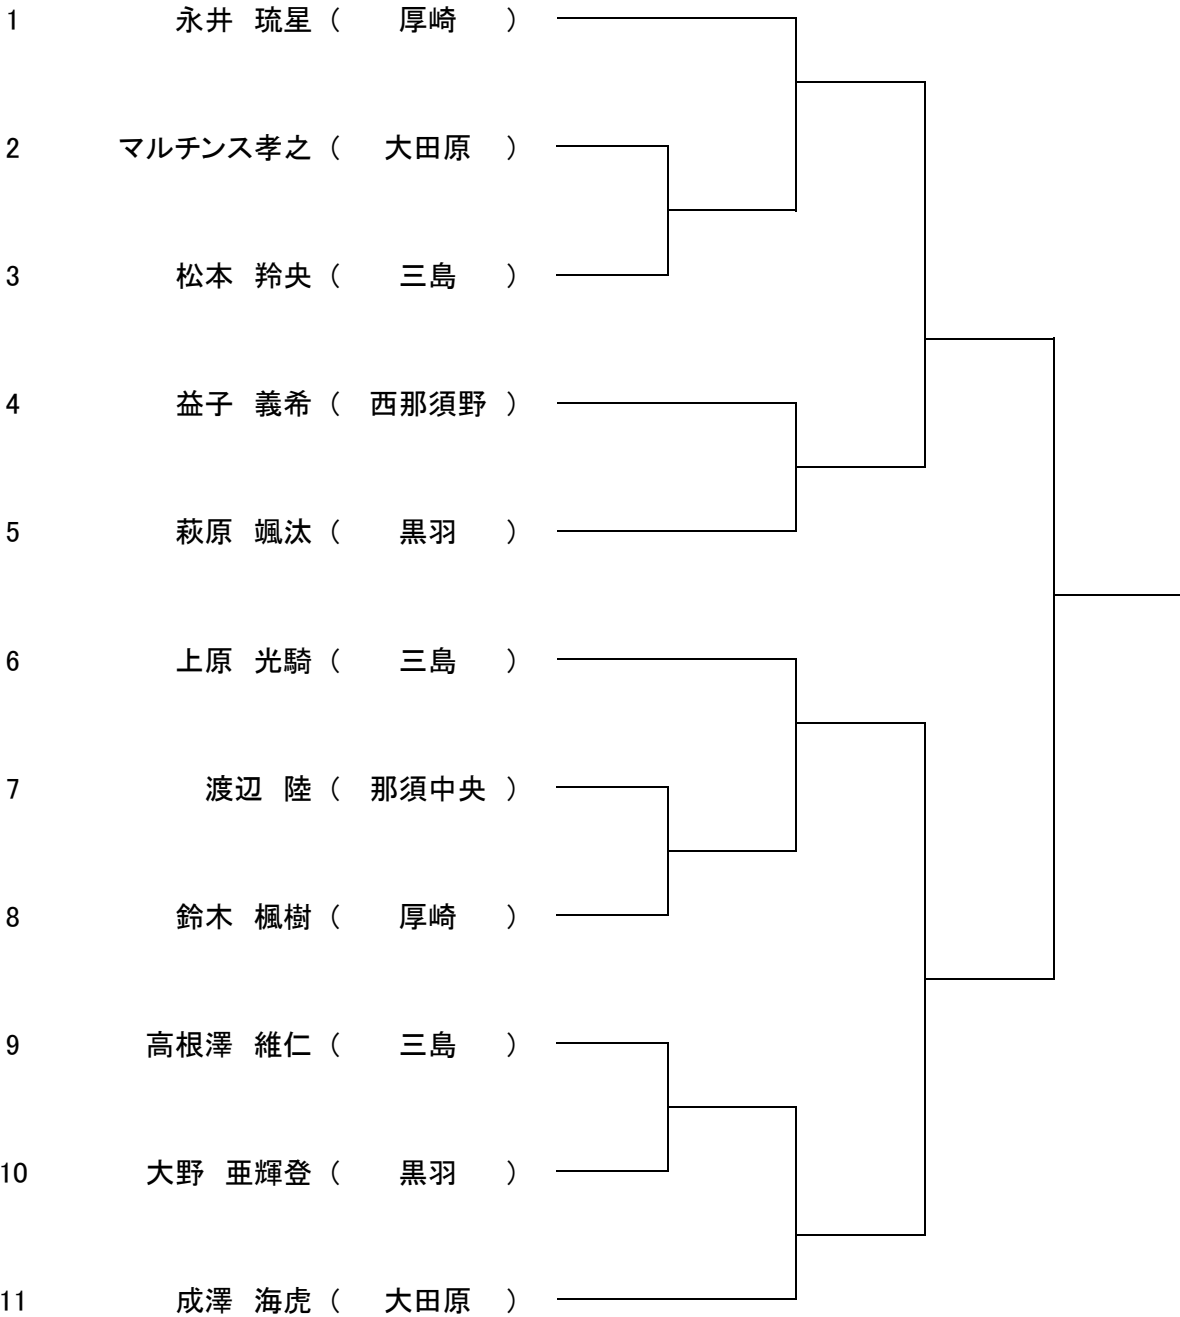 1 永井 琉星 ( 厚崎 )
2 マルチンス孝之 ( 大田原 )
3 松本 羚央 ( 三島 )
4 益子 義希 ( 西那須野 )
5 萩原 颯汰 ( 黒羽 )
6 上原 光騎 ( 三島 )
7 渡辺 陸 ( 那須中央 )
8 鈴木 楓樹 ( 厚崎 )
9 高根澤 維仁 ( 三島 )
10 大野 亜輝登 ( 黒羽 )
11 成澤 海虎 ( 大田原 )